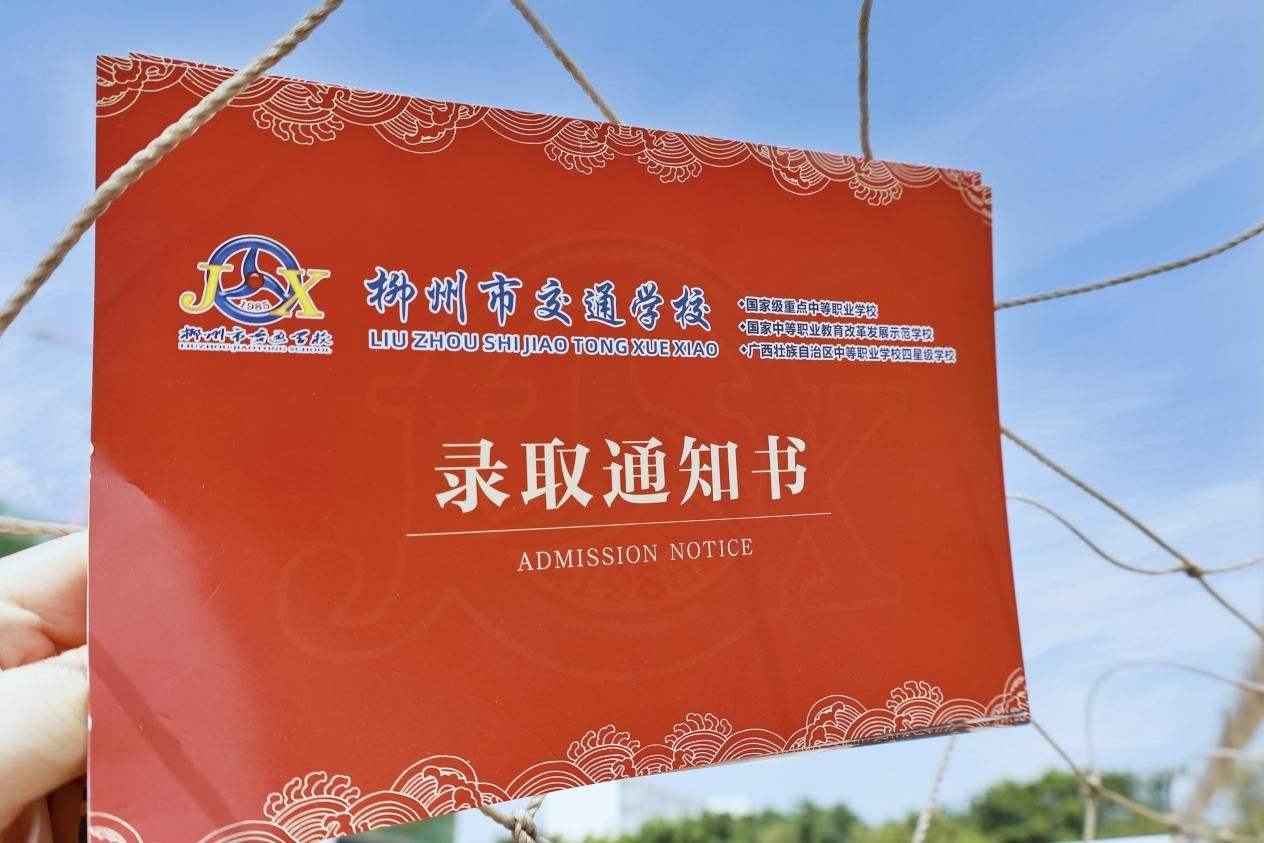 JX
1985
柳州市交通学校
LIUZHOUJIAOTONG SCHOOL
柳州市交通学校
LIU ZHOU SHI JIAO TONG XUE XIAO
◆国家级重点中等职业学校
◆国家中等职业教育改革发展示范学校
◆广西壮族自治区中等职业学校四星级学校
录取通知书
ADMISSION NOTICE
JX
1985